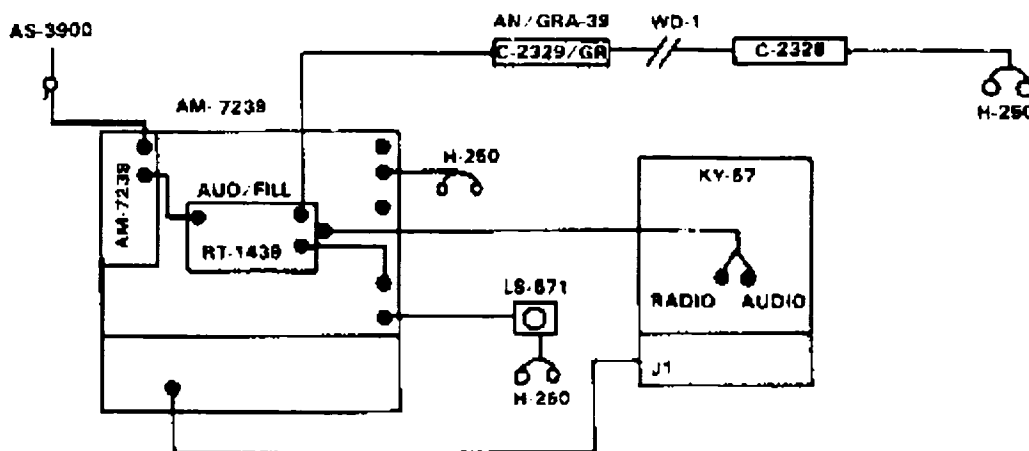 AN/GRA-39
WD-1
AS-3900
C-2329/GR
C-2328
AM-7239
H-250
H-250
KY-57
AUD/FILL
AM-7238
RT-1439
LS-671
RADIO
AUDIO
J1
H-250